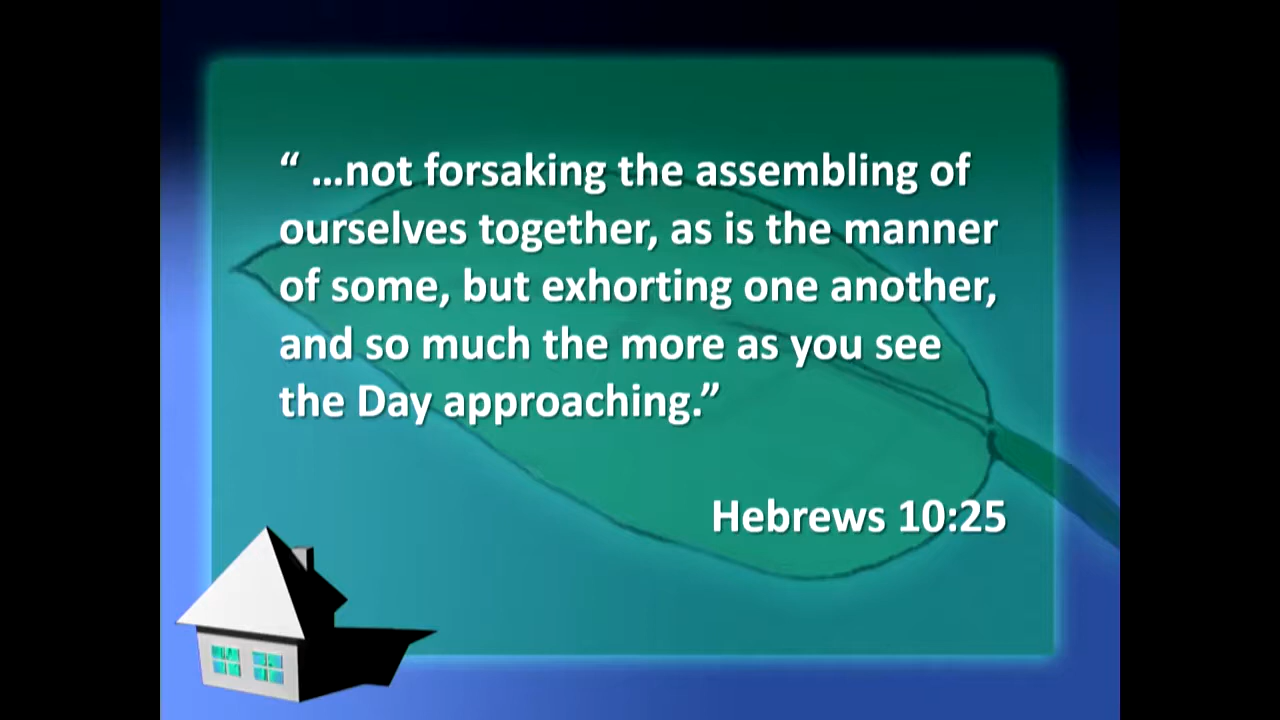 “ ...not forsaking the assembling of
ourselves together, as is the manner
of some, but exhorting one another,
and so much the more as you see
the Day approaching.”
Hebrews 10:25